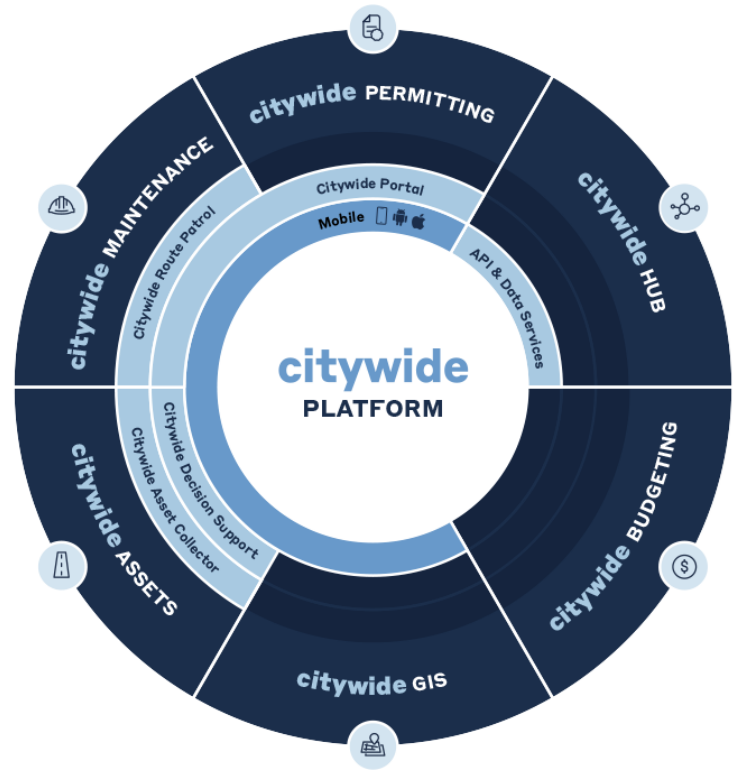 citywide PERMITTING
citywide HUB
citywide BUDGETING
citywide GIS
citywide ASSETS
citywide MAINTENANCE
Citywide Route Patrol
Citywide Portal
Mobile
API & Data Services
Citywide Decision Support
Citywide Asset Collector
citywide
PLATFORM
$